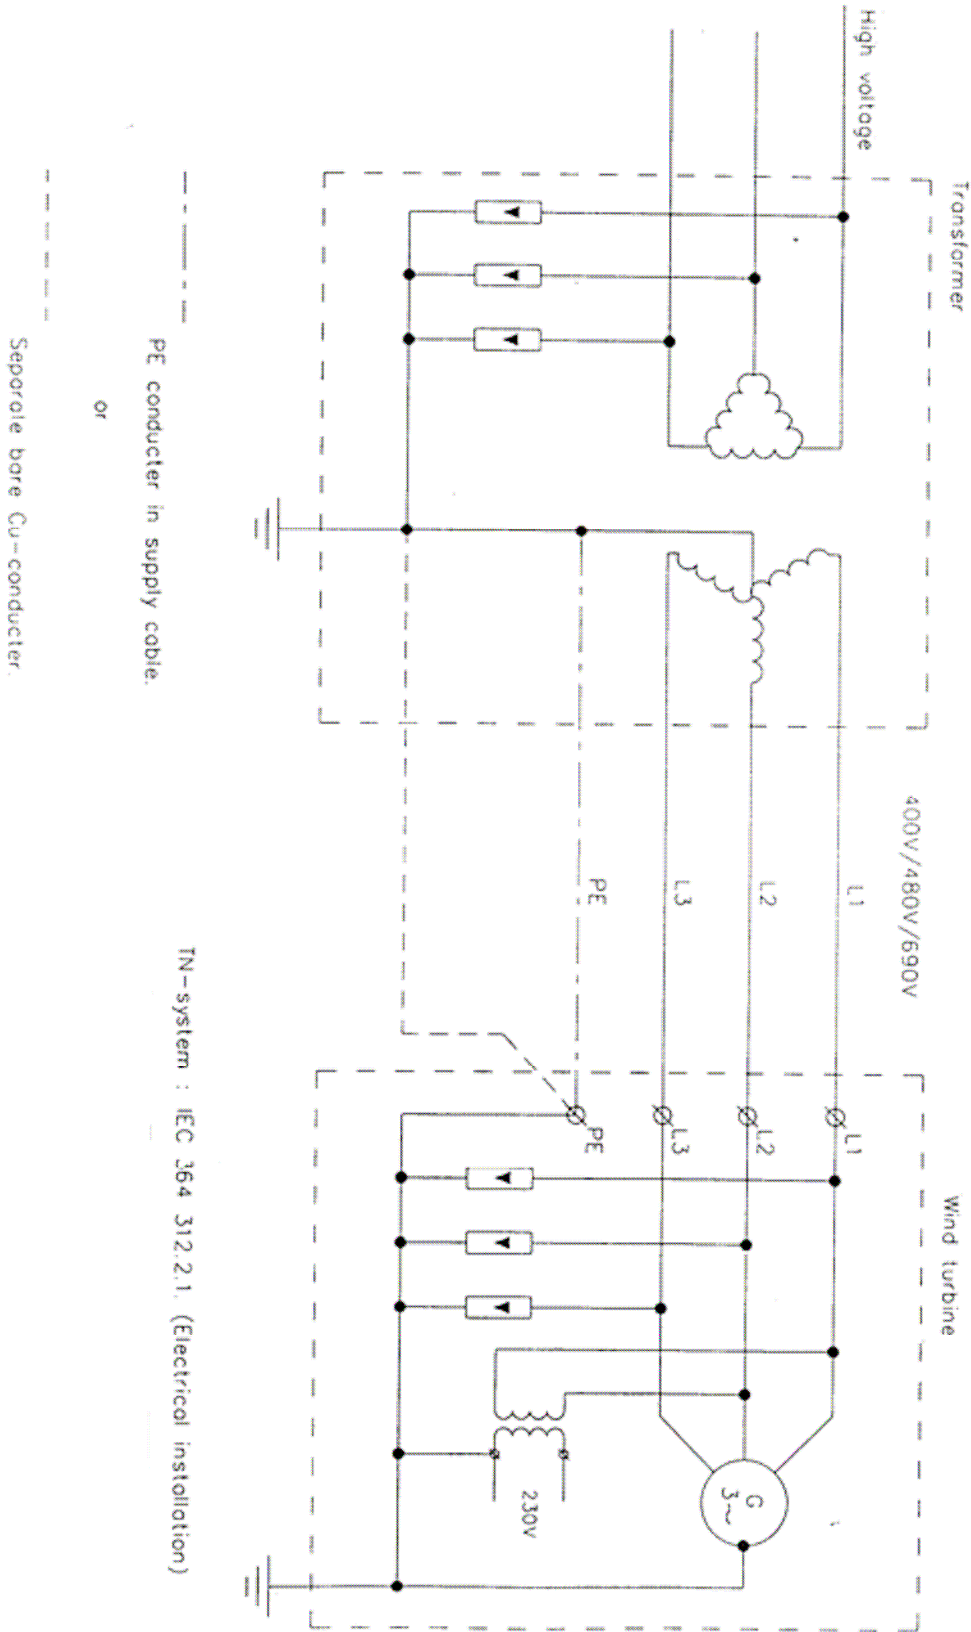 High voltage
Transformer
400V/480V/690V
L1
L2
L3
PE
L1
L2
L3
PE
Wind turbine
G
3~
230V
PE conducter in supply cable.
or
Separate bare Cu-conducter.
TN-system : IEC 364 312.2.1. (Electrical installation)